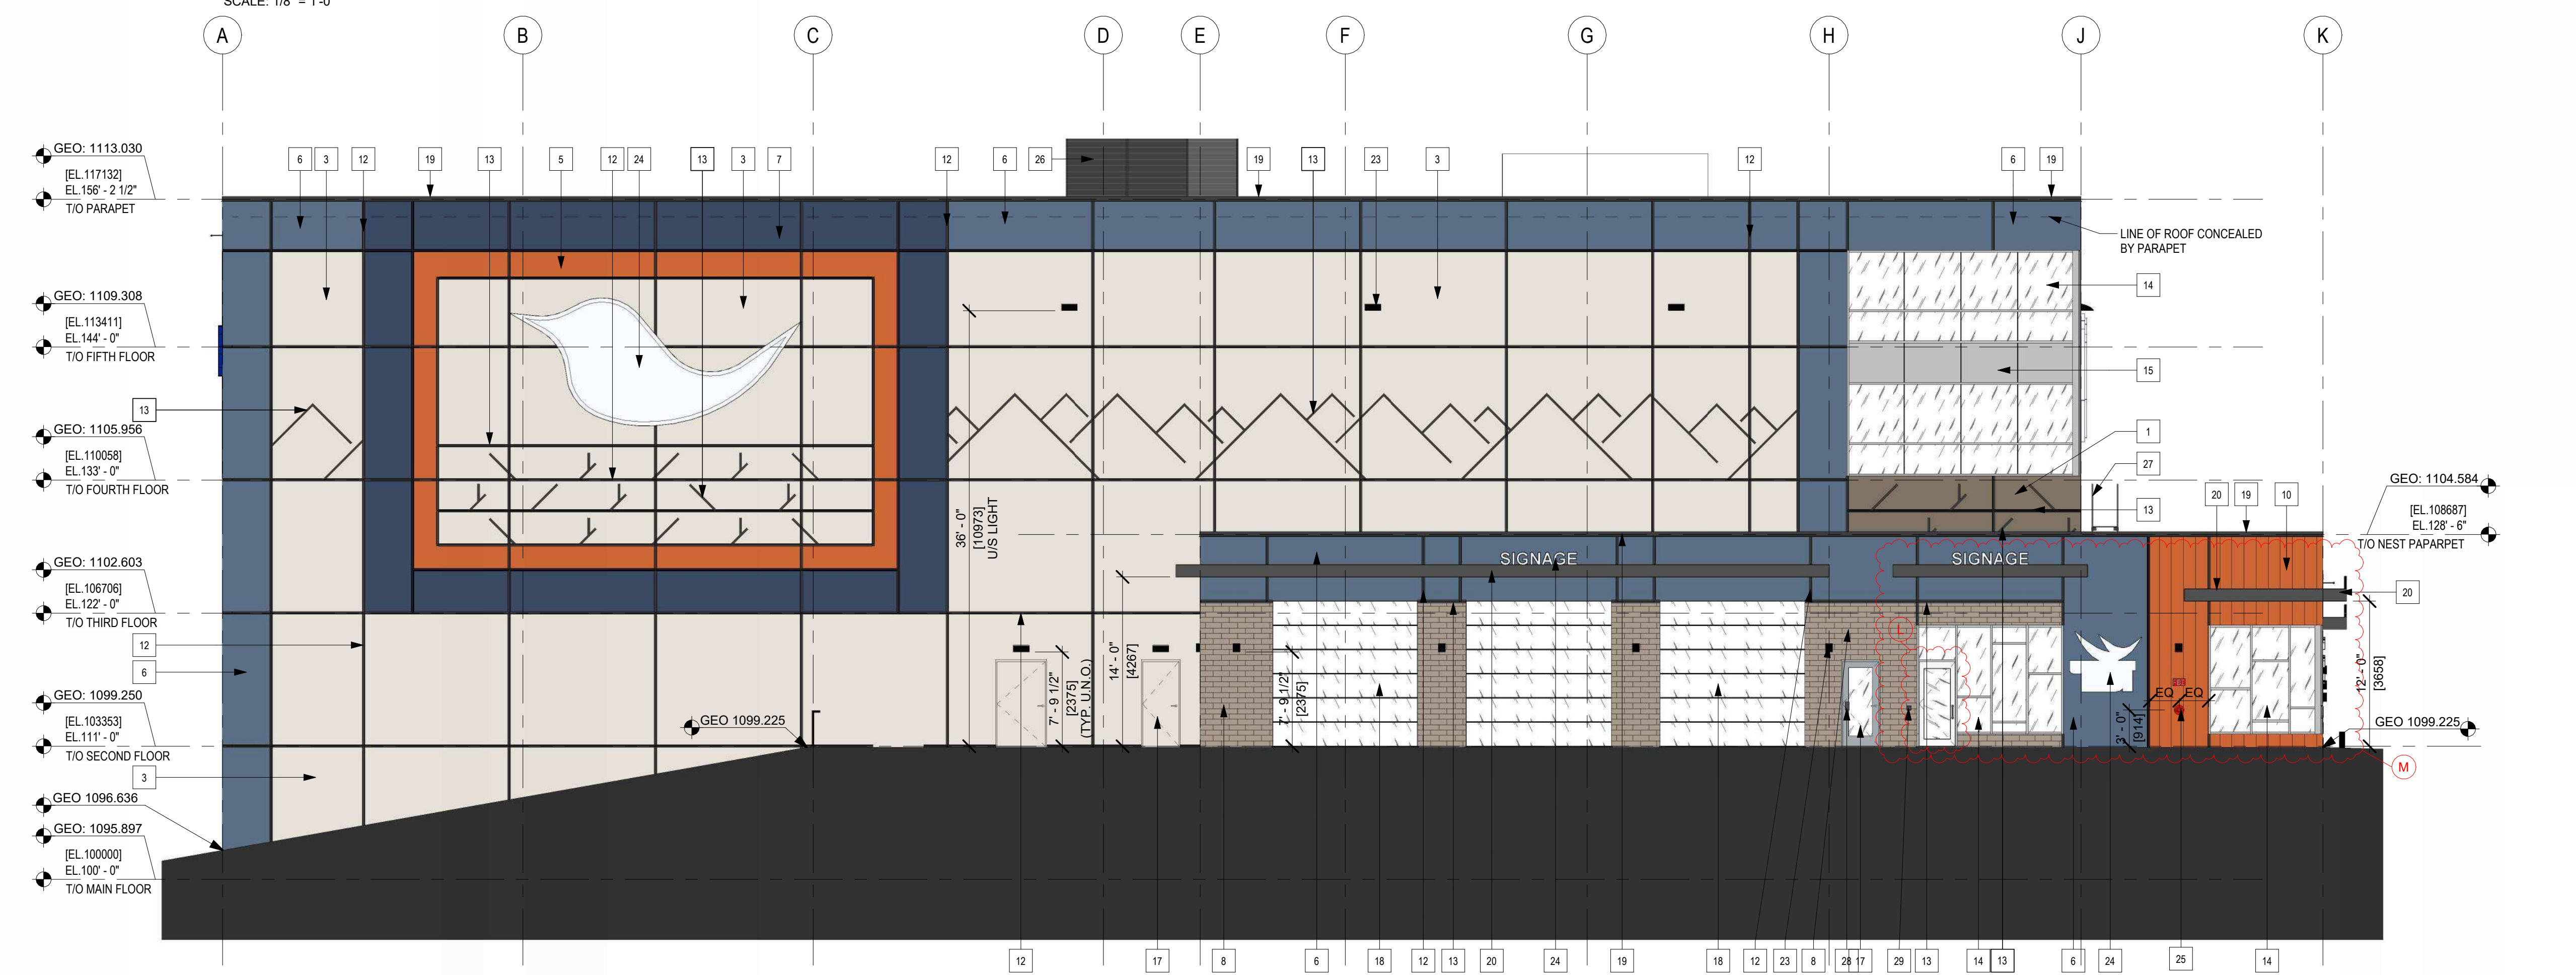 SCALE: 1/8" = 1'-0"
A B C D E F G H J K
GEO: 1113.030
[EL.117132]
EL.156' - 2 1/2"
T/O PARAPET
6 3 12 19 13 5 12 24 13 3 7 12 6 26 19 13 23 3 12 6 19
LINE OF ROOF CONCEALED
BY PARAPET
GEO: 1109.308
[EL.113411]
EL.144' - 0"
T/O FIFTH FLOOR
14
15
13
GEO: 1105.956
[EL.110058]
EL.133' - 0"
T/O FOURTH FLOOR
1
27
13
GEO: 1104.584
[EL.108687]
EL.128' - 6"
T/O NEST PAPARPET
20 19 10
36' - 0"
[10973]
U/S LIGHT
SIGNAGE
SIGNAGE
GEO: 1102.603
[EL.106706]
EL.122' - 0"
T/O THIRD FLOOR
20
12
6
L
7' - 9 1/2"
[2375]
(TYP. U.N.O.)
14' - 0"
[4267]
7' - 9 1/2"
[2375]
EQ EQ
3' - 0"
[914]
12' - 0"
[3658]
GEO: 1099.250
[EL.103353]
EL.111' - 0"
T/O SECOND FLOOR
GEO 1099.225
GEO 1099.225
M
3
GEO 1096.636
GEO: 1095.897
[EL.100000]
EL.100' - 0"
T/O MAIN FLOOR
12 17 8 6 18 12 13 20 24 19 18 12 23 8 28 17 29 13 14 13 6 24 25 14